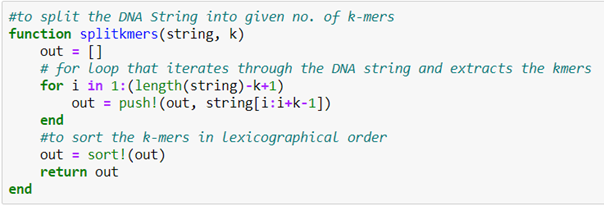 #to split the DNA String into given no. of k-mers
function splitkmers(string, k)
    out = []
    # for loop that iterates through the DNA string and extracts the kmers
    for i in 1:(length(string)-k+1)
        out = push!(out, string[i:i+k-1])
    end
    #to sort the k-mers in lexicographical order
    out = sort!(out)
    return out
end